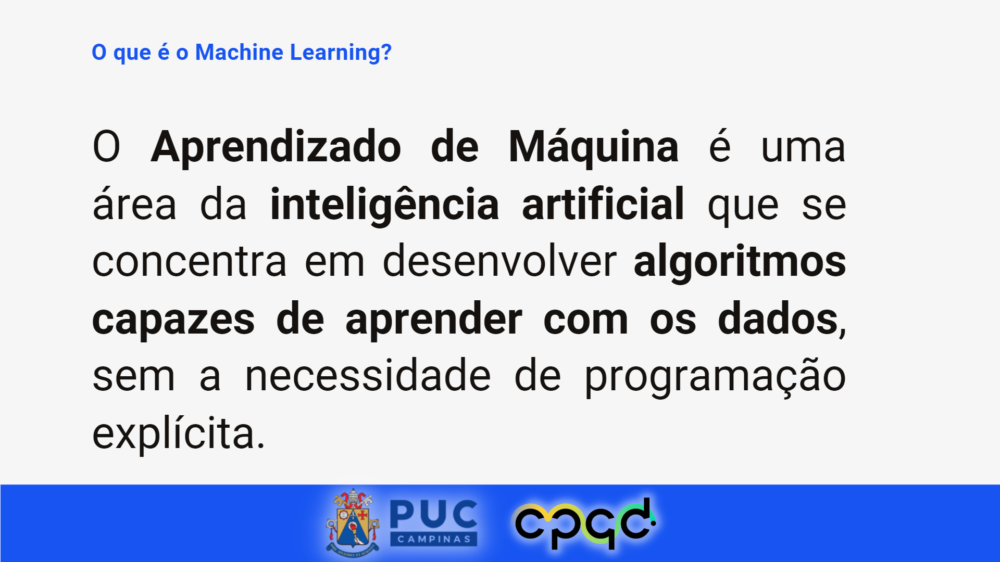 O que é o Machine Learning?
O Aprendizado de Máquina é uma
área da inteligência artificial que se
concentra em desenvolver algoritmos
capazes de aprender com os dados,
sem a necessidade de programação
explícita.
PUC
CAMPINAS
cpqd